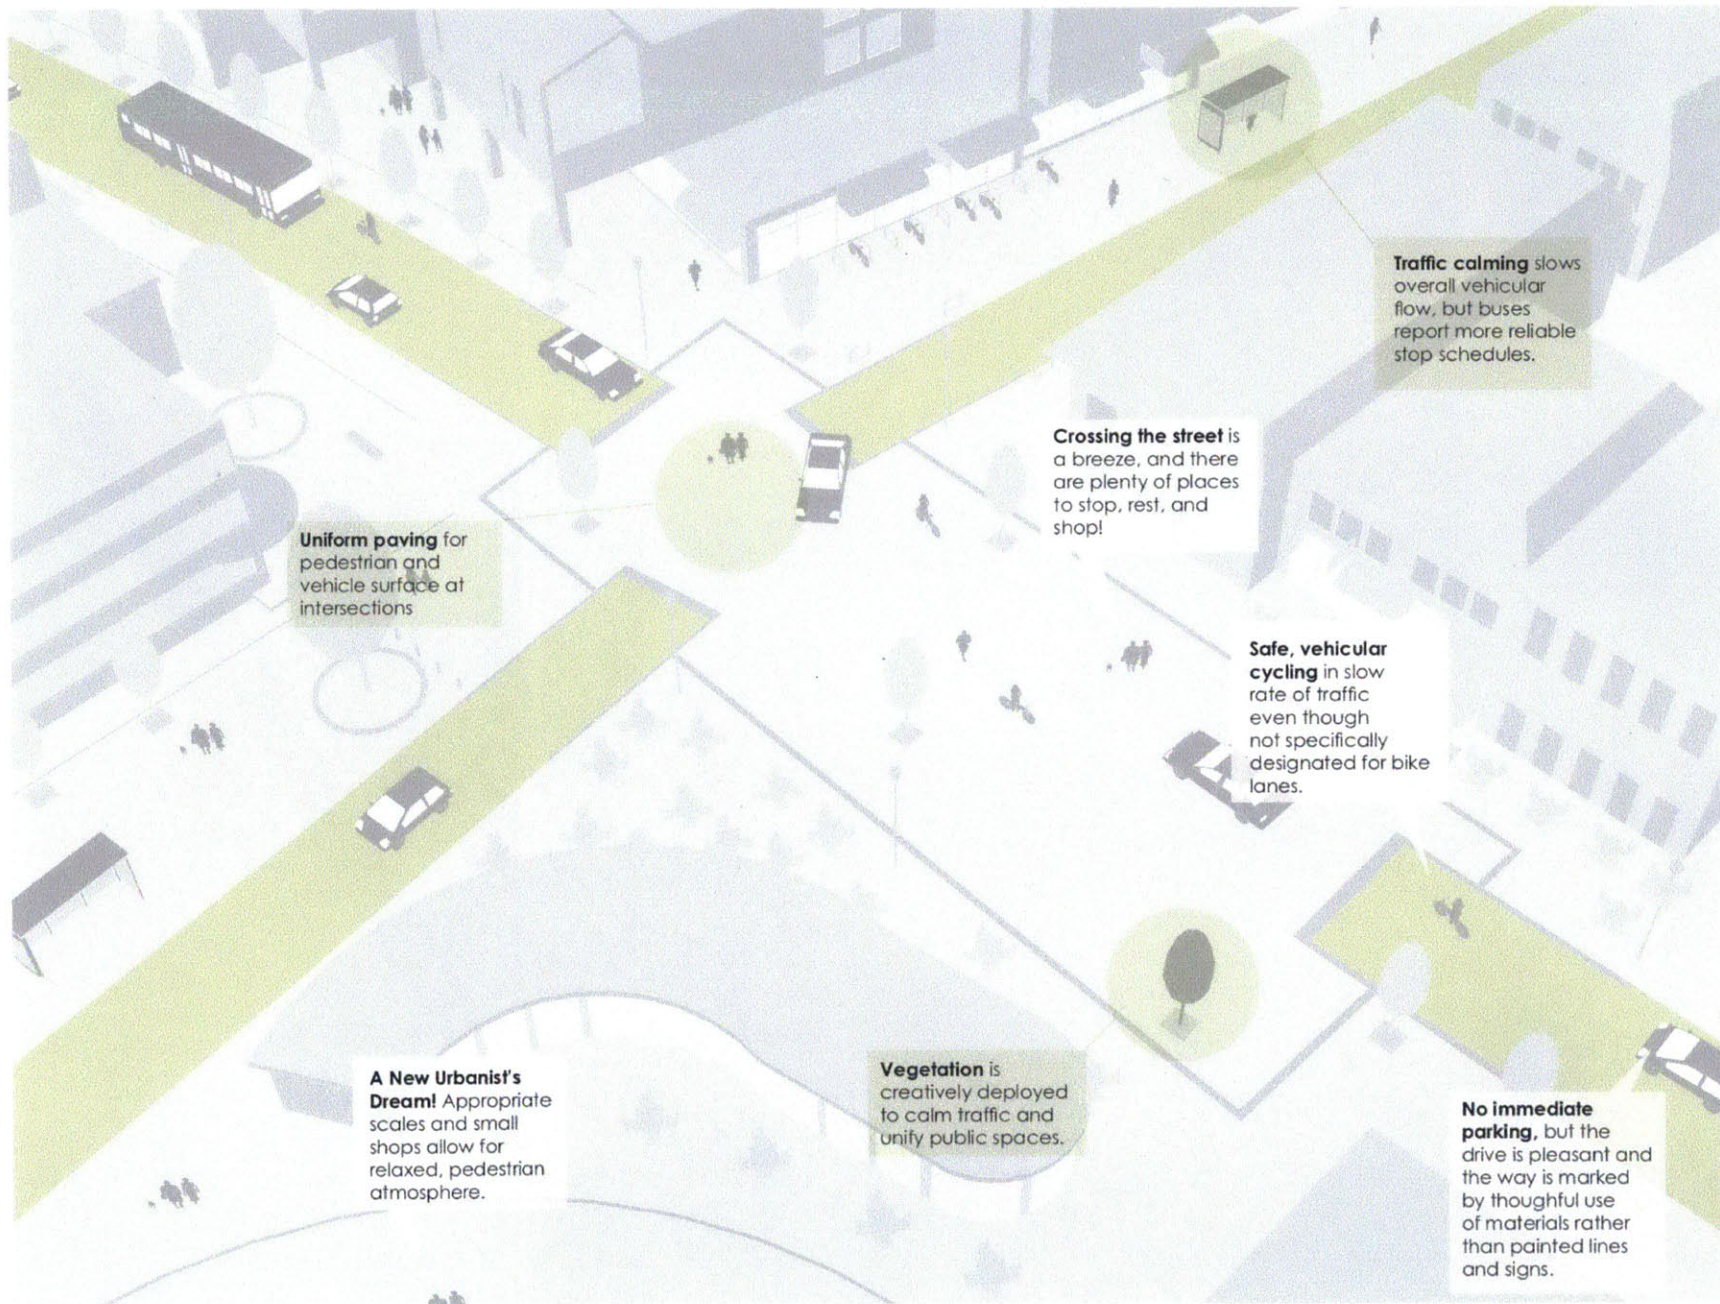 Traffic calming slows
overall vehicular
flow, but buses
report more reliable
stop schedules.
Crossing the street is
a breeze, and there
are plenty of places
to stop, rest, and
shop!
Uniform paving for
pedestrian and
vehicle surface at
intersections
Safe, vehicular
cycling in slow
rate of traffic
even though
not specifically
designated for bike
lanes.
A New Urbanist's
Dream! Appropriate
scales and small
shops allow for
relaxed, pedestrian
atmosphere.
Vegetation is
creatively deployed
to calm traffic and
unify public spaces.
No immediate
parking, but the
drive is pleasant and
the way is marked
by thoughtful use
of materials rather
than painted lines
and signs.